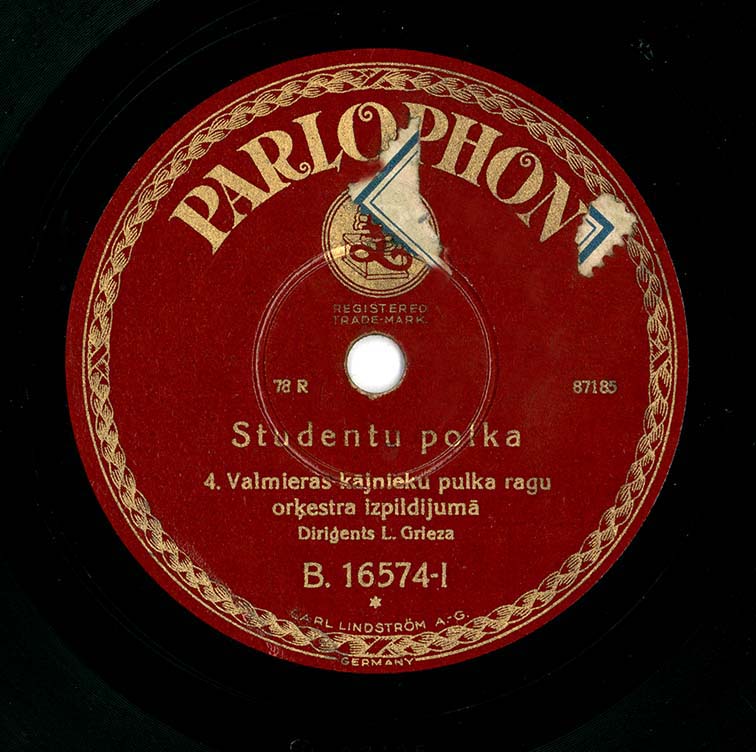 PARLOPHON
REGISTERED
TRADE-MARK.
78 R 87185
Studentu polka
4. Valmieras kājnieku pulka ragu
orķestra izpildijumā
Diriģents L. Grieza
B. 16574-I
*
CARL LINDSTRÖM A.-G.
GERMANY